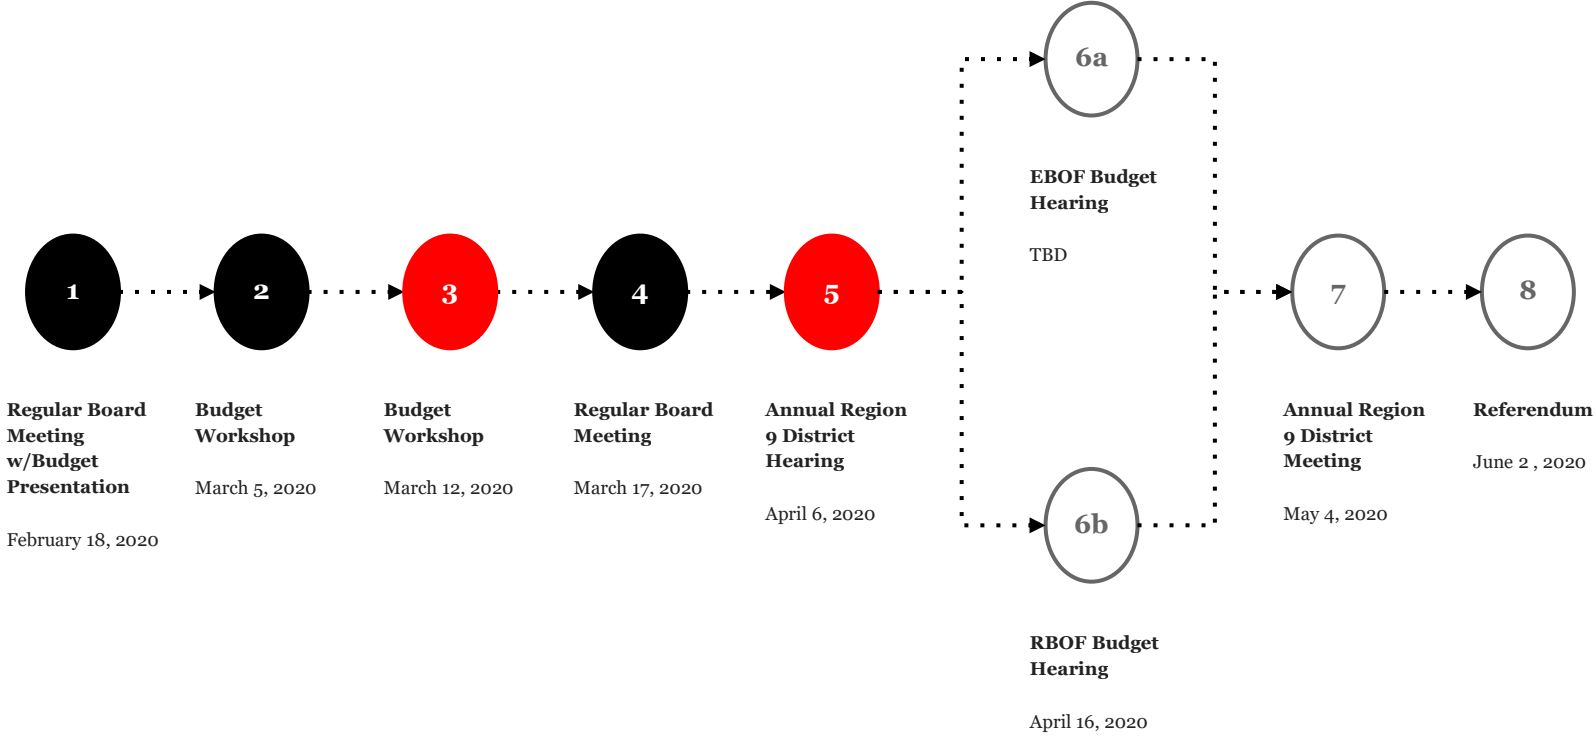 6a
EBOF Budget
Hearing
TBD
1
2
3
4
5
7
8
Regular Board
Meeting
w/Budget
Presentation
February 18, 2020
Budget
Workshop
March 5, 2020
Budget
Workshop
March 12, 2020
Regular Board
Meeting
March 17, 2020
Annual Region
9 District
Hearing
April 6, 2020
Annual Region
9 District
Meeting
May 4, 2020
Referendum
June 2 , 2020
6b
RBOF Budget
Hearing
April 16, 2020